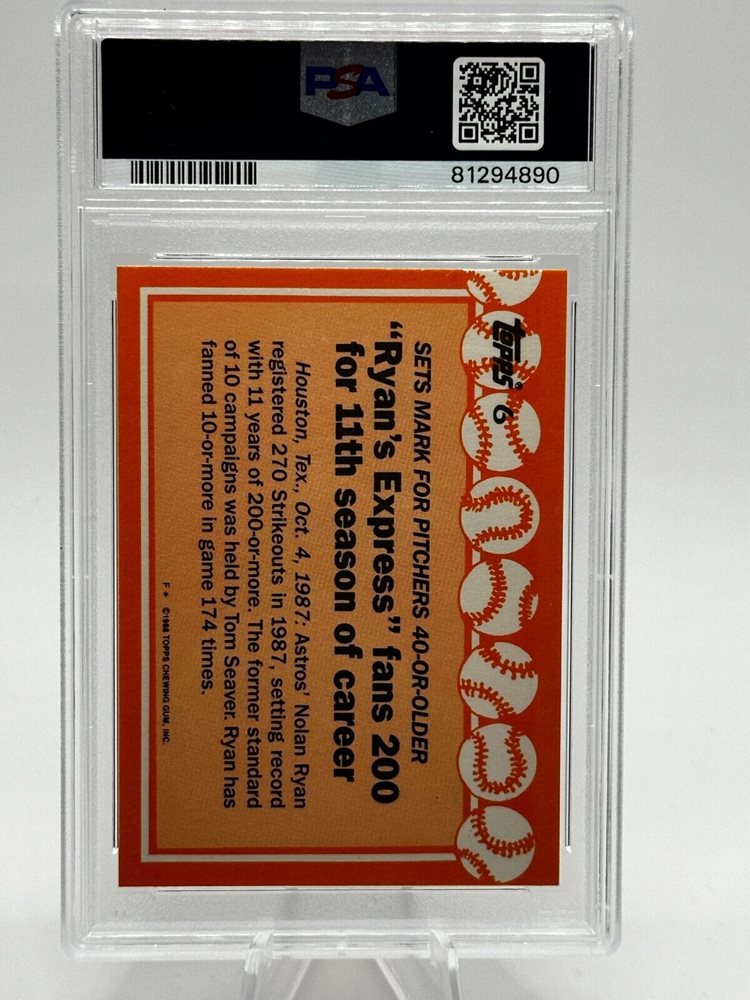 PSA
81294890
topps® 6
SETS MARK FOR PITCHERS 40-OR-OLDER
“Ryan’s Express” fans 200
for 11th season of career
Houston, Tex., Oct. 4, 1987: Astros’ Nolan Ryan
registered 270 Strikeouts in 1987, setting record
with 11 years of 200-or-more. The former standard
of 10 campaigns was held by Tom Seaver. Ryan has
fanned 10-or-more in game 174 times.
F * ©1988 TOPPS CHEWING GUM, INC.